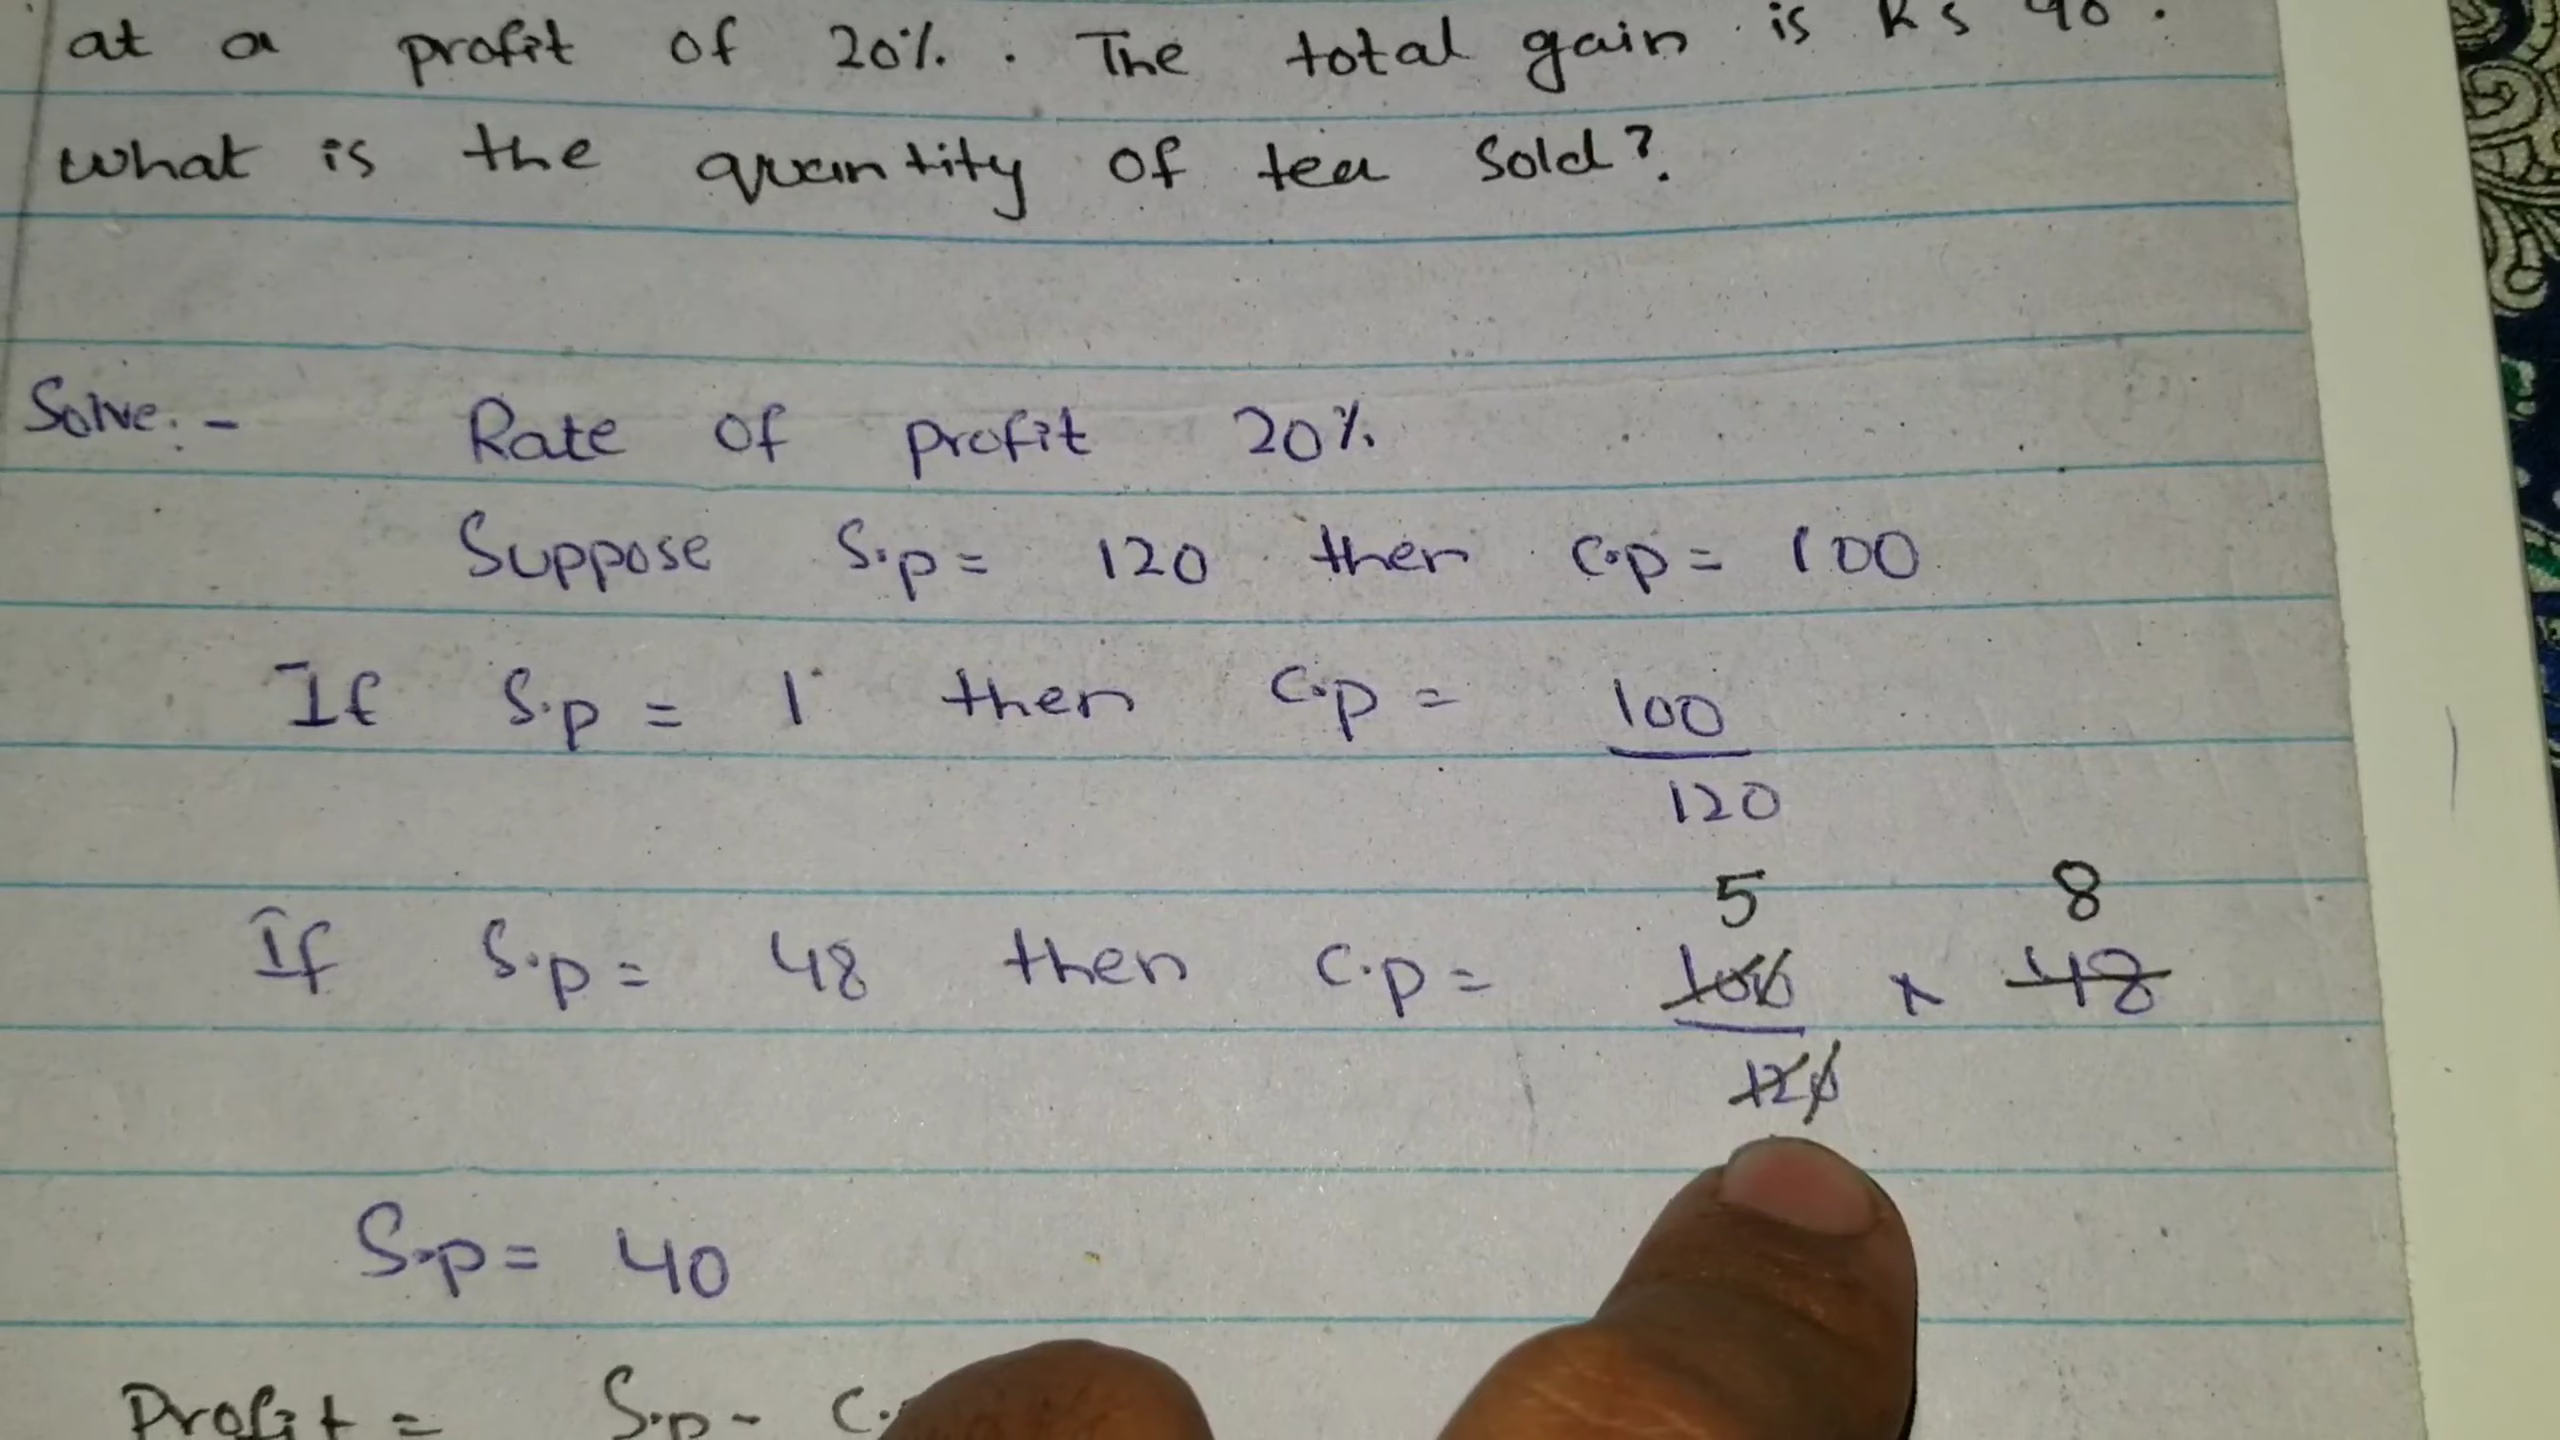 at a profit of 20%. The total gain is Rs
what is the quantity of tea sold?
Solve:- Rate of profit 20%
Suppose S.p = 120 then C.p = 100
If S.p = 1 then C.p = 100
120
5 8
If S.p = 48 then C.p = 100 × 48
120
S.p = 40
Profit = S.p - C.